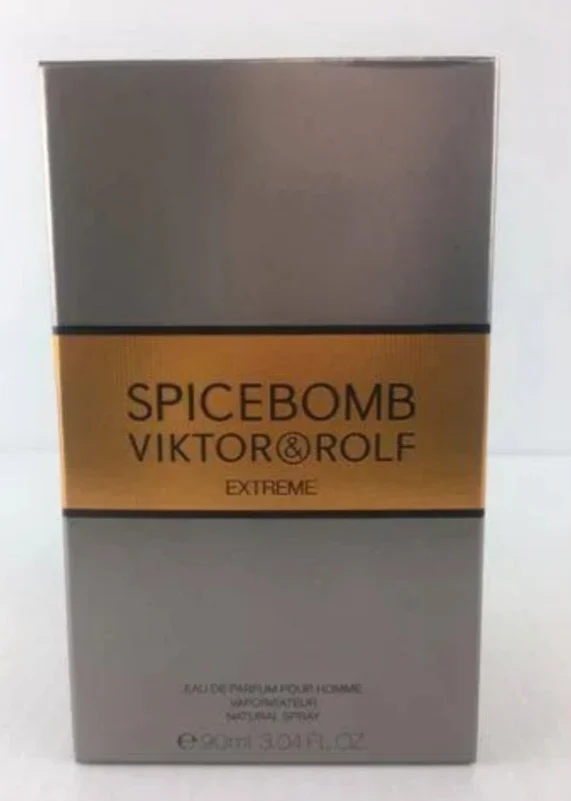 SPICEBOMB
VIKTOR&ROLF
EXTREME
EAU DE PARFUM POUR HOMME
VAPORISATEUR
NATURAL SPRAY
℮90ml 3.04 FL.OZ.